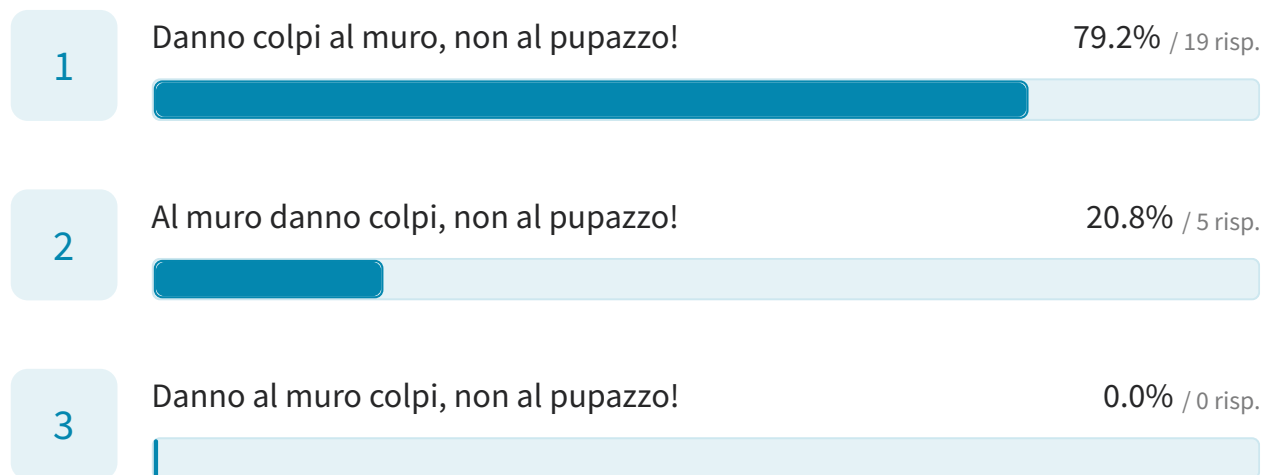 1
Danno colpi al muro, non al pupazzo! 79.2% / 19 risp.
2
Al muro danno colpi, non al pupazzo! 20.8% / 5 risp.
3
Danno al muro colpi, non al pupazzo! 0.0% / 0 risp.